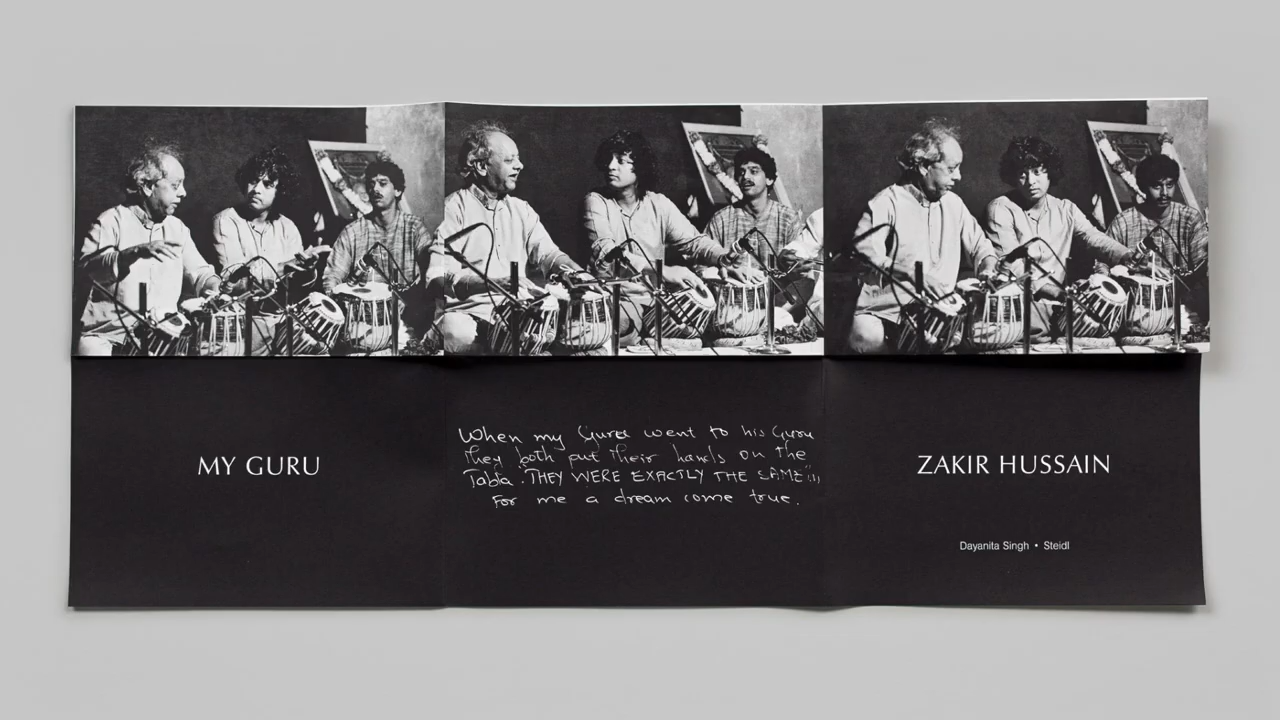 MY GURU
When my Guru went to his Guru
they both put their hands on the
Tabla. "THEY WERE EXACTLY THE SAME"...
For me a dream come true.
ZAKIR HUSSAIN
Dayanita Singh • Steidl